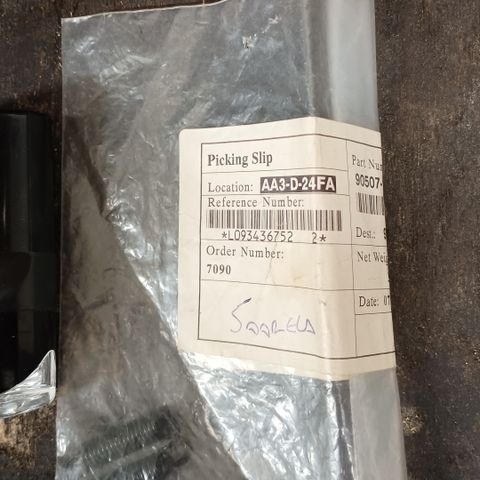 Picking Slip
Location: AA3-D-24FA
Reference Number:
*L093436752 2*
Order Number:
7090
Part Nu
90507-
Dest.: 9
Net Wei
Date: 07